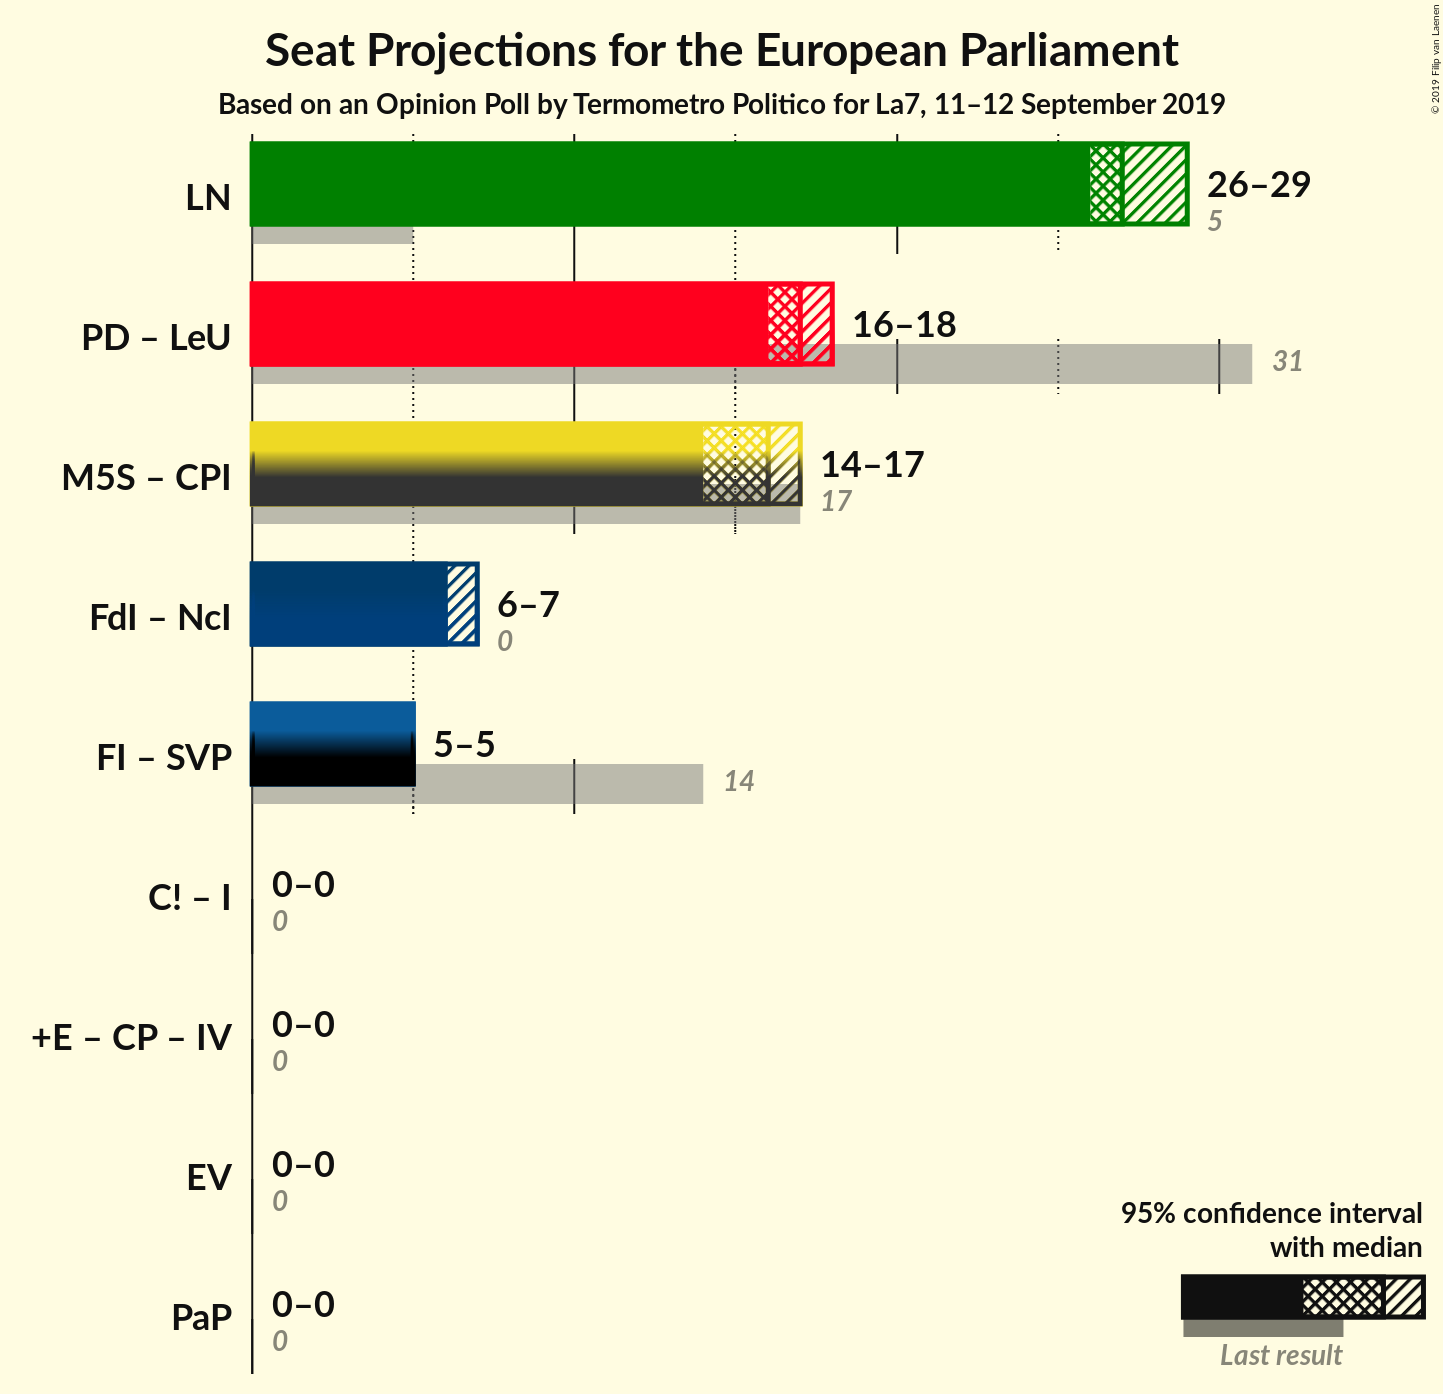 Seat Projections for the European Parliament
Based on an Opinion Poll by Termometro Politico for La7, 11–12 September 2019
© 2019 Filip van Laenen
LN
26–29
5
PD – LeU
16–18
31
M5S – CPI
14–17
17
FdI – NcI
6–7
0
FI – SVP
5–5
14
C! – I
0–0
0
+E – CP – IV
0–0
0
EV
0–0
0
PaP
0–0
0
95% confidence interval
with median
Last result